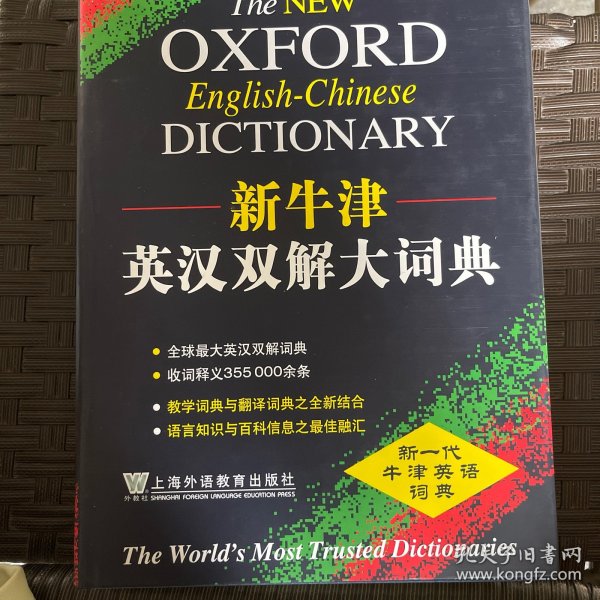 The NEW
OXFORD
English-Chinese
DICTIONARY
新牛津
英汉双解大词典
全球最大英汉双解词典
收词释义355 000余条
教学词典与翻译词典之全新结合
语言知识与百科信息之最佳融汇
新一代
牛津英语
词典
外教社
上海外语教育出版社
SHANGHAI FOREIGN LANGUAGE EDUCATION PRESS
The World's Most Trusted Dictionaries
孔夫子旧书网
www.kongfz.com